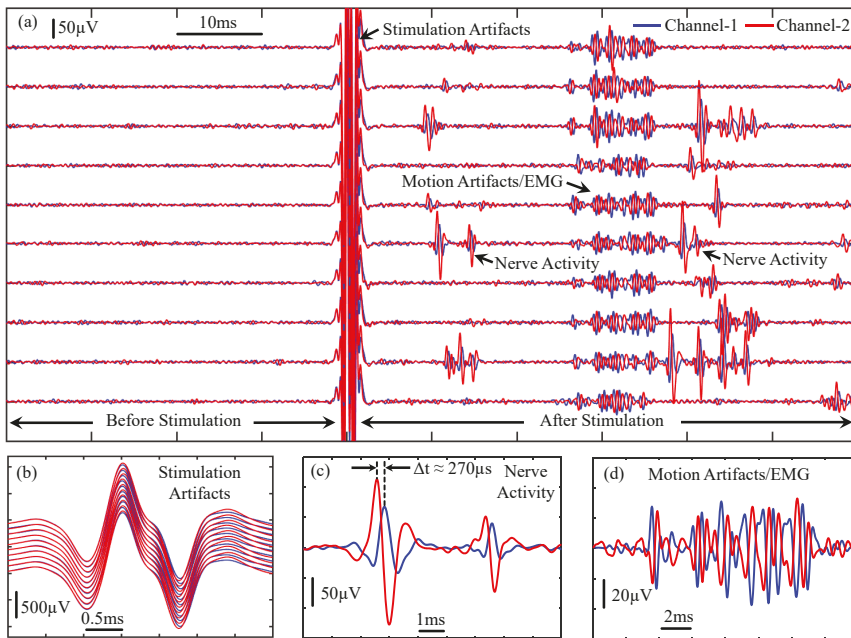 (a)
50µV
10ms
Stimulation Artifacts
Channel-1
Channel-2
Motion Artifacts/EMG
Nerve Activity
Nerve Activity
Before Stimulation
After Stimulation
(b)
Stimulation
Artifacts
500µV
0.5ms
(c)
Δt ≈ 270µs
Nerve
Activity
50µV
1ms
(d)
Motion Artifacts/EMG
20µV
2ms